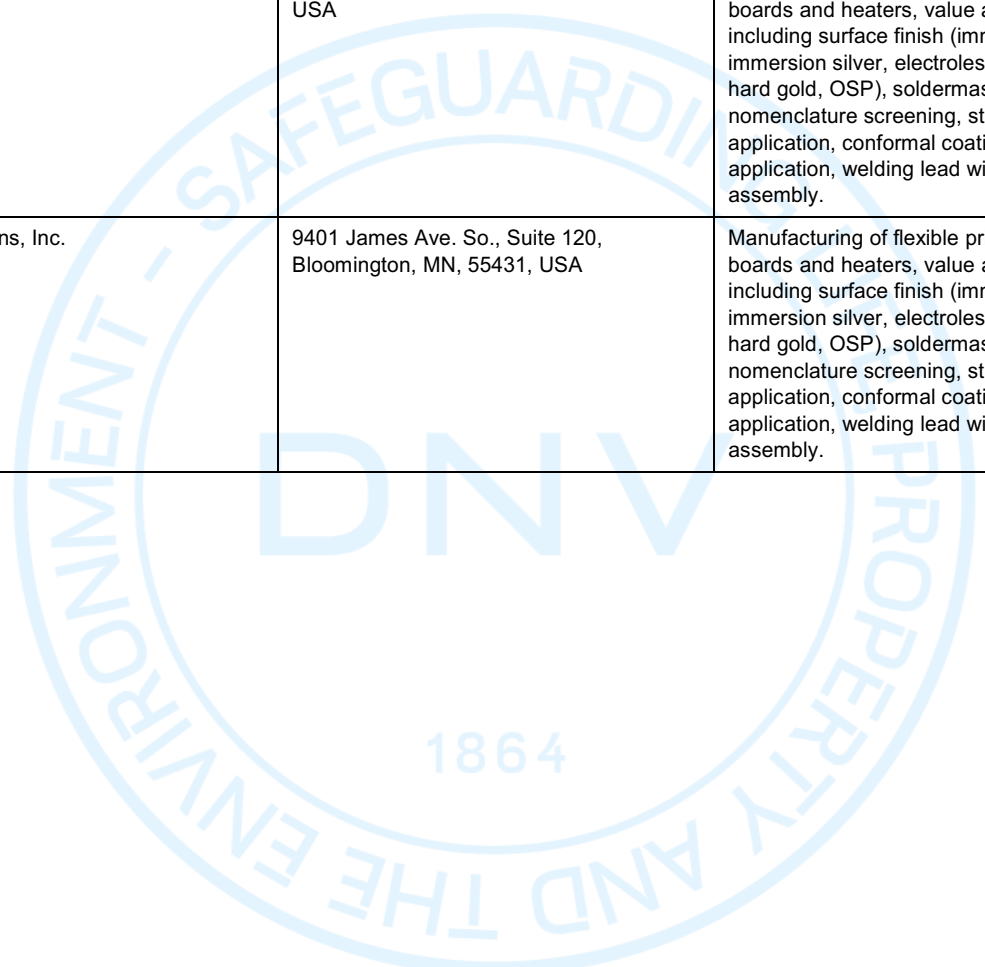 USA
boards and heaters, value a
including surface finish (im
immersion silver, electroles
hard gold, OSP), soldermas
nomenclature screening, st
application, conformal coati
application, welding lead wi
assembly.
ns, Inc.
9401 James Ave. So., Suite 120,
Bloomington, MN, 55431, USA
Manufacturing of flexible pr
boards and heaters, value a
including surface finish (im
immersion silver, electroles
hard gold, OSP), soldermas
nomenclature screening, st
application, conformal coati
application, welding lead wi
assembly.
SAFEGUARDING LIFE, PROPERTY AND THE ENVIRONMENT -
DNV
1864